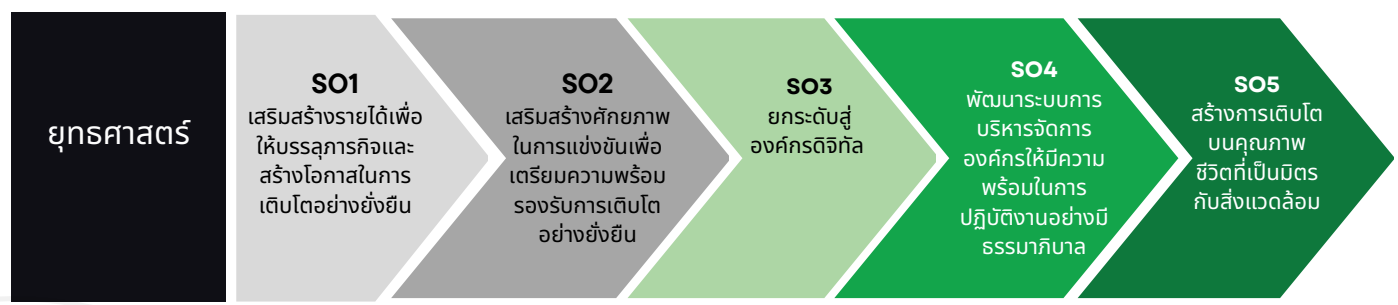 ยุทธศาสตร์
SO1
เสริมสร้างรายได้เพื่อ
ให้บรรลุภารกิจและ
สร้างโอกาสในการ
เติบโตอย่างยั่งยืน
SO2
เสริมสร้างศักยภาพ
ในการแข่งขันเพื่อ
เตรียมความพร้อม
รองรับการเติบโต
อย่างยั่งยืน
SO3
ยกระดับสู่
องค์กรดิจิทัล
SO4
พัฒนาระบบการ
บริหารจัดการ
องค์กรให้มีความ
พร้อมในการ
ปฏิบัติงานอย่างมี
ธรรมาภิบาล
SO5
สร้างการเติบโต
บนคุณภาพ
ชีวิตที่เป็นมิตร
กับสิ่งแวดล้อม